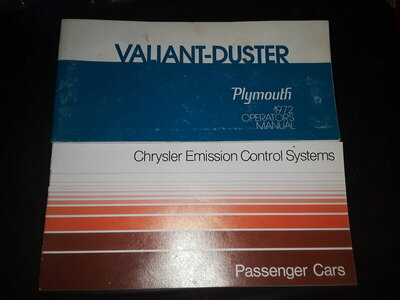 VALIANT-DUSTER
Plymouth
1972
OPERATORS
MANUAL
Chrysler Emission Control Systems
Passenger Cars